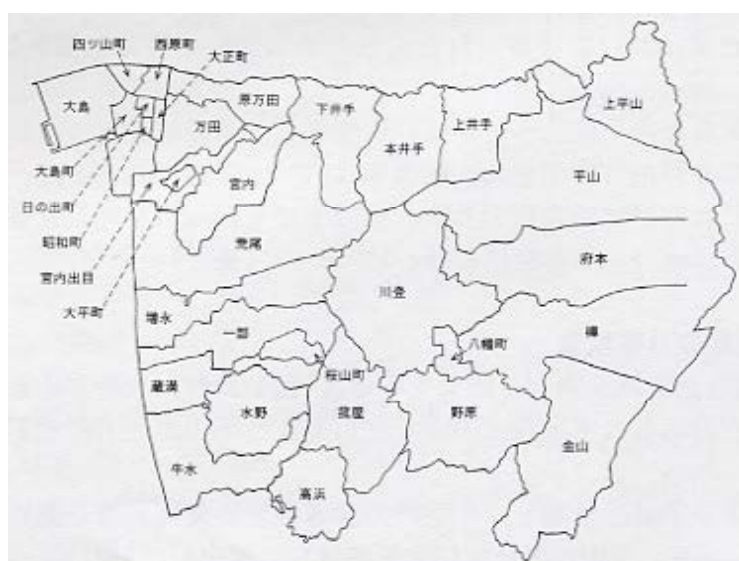 四ツ山町
西原町
大正町
大島
原万田
下井手
上井手
上平山
万田
本井手
大島町
宮内
平山
日の出町
昭和町
荒尾
府本
宮内出目
川登
大平町
増永
一部
八幡町
樺
蔵満
桜山町
水野
菰屋
野原
牛水
金山
高浜